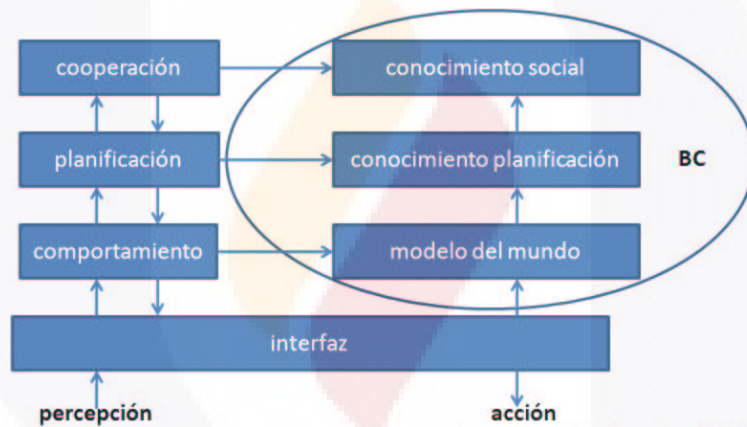 cooperación
conocimiento social
planificación
conocimiento planificación
BC
comportamiento
modelo del mundo
interfaz
percepción
acción